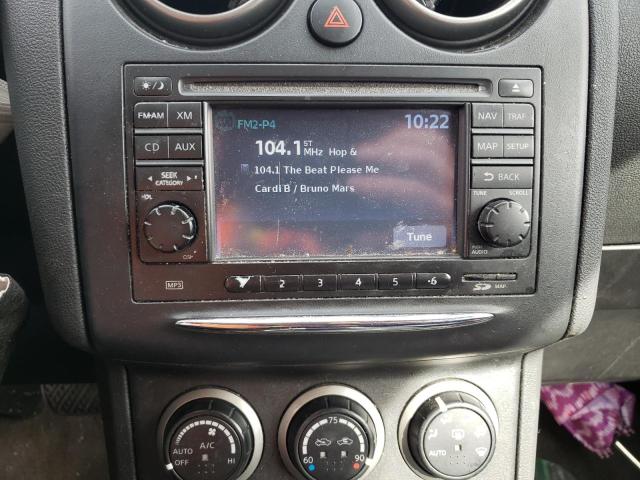 FM2-P4 10:22
104.1 ST MHz Hop &
104.1 The Beat Please Me
Cardi B / Bruno Mars
Tune
FM•AM XM
CD AUX
SEEK
CATEGORY
NAV TRAF
MAP SETUP
BACK
TUNE SCROLL
AUDIO
MP3
2 3 4 5 6
SD MAP
AUTO A/C
OFF HI
75
60 90
AUTO